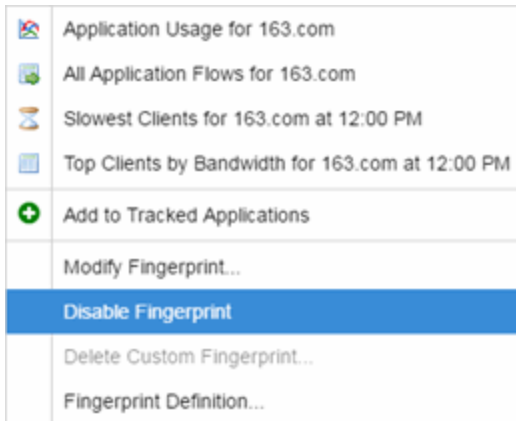 Application Usage for 163.com
All Application Flows for 163.com
Slowest Clients for 163.com at 12:00 PM
Top Clients by Bandwidth for 163.com at 12:00 PM
Add to Tracked Applications
Modify Fingerprint...
Disable Fingerprint
Delete Custom Fingerprint...
Fingerprint Definition...